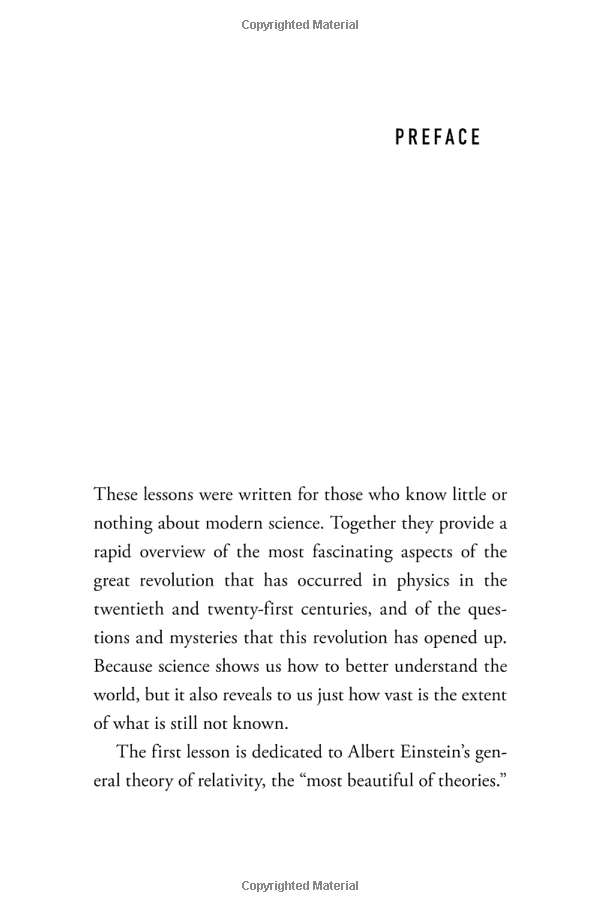 Copyrighted Material
PREFACE
These lessons were written for those who know little or
nothing about modern science. Together they provide a
rapid overview of the most fascinating aspects of the
great revolution that has occurred in physics in the
twentieth and twenty-first centuries, and of the ques-
tions and mysteries that this revolution has opened up.
Because science shows us how to better understand the
world, but it also reveals to us just how vast is the extent
of what is still not known.
The first lesson is dedicated to Albert Einstein’s gen-
eral theory of relativity, the “most beautiful of theories.”
Copyrighted Material